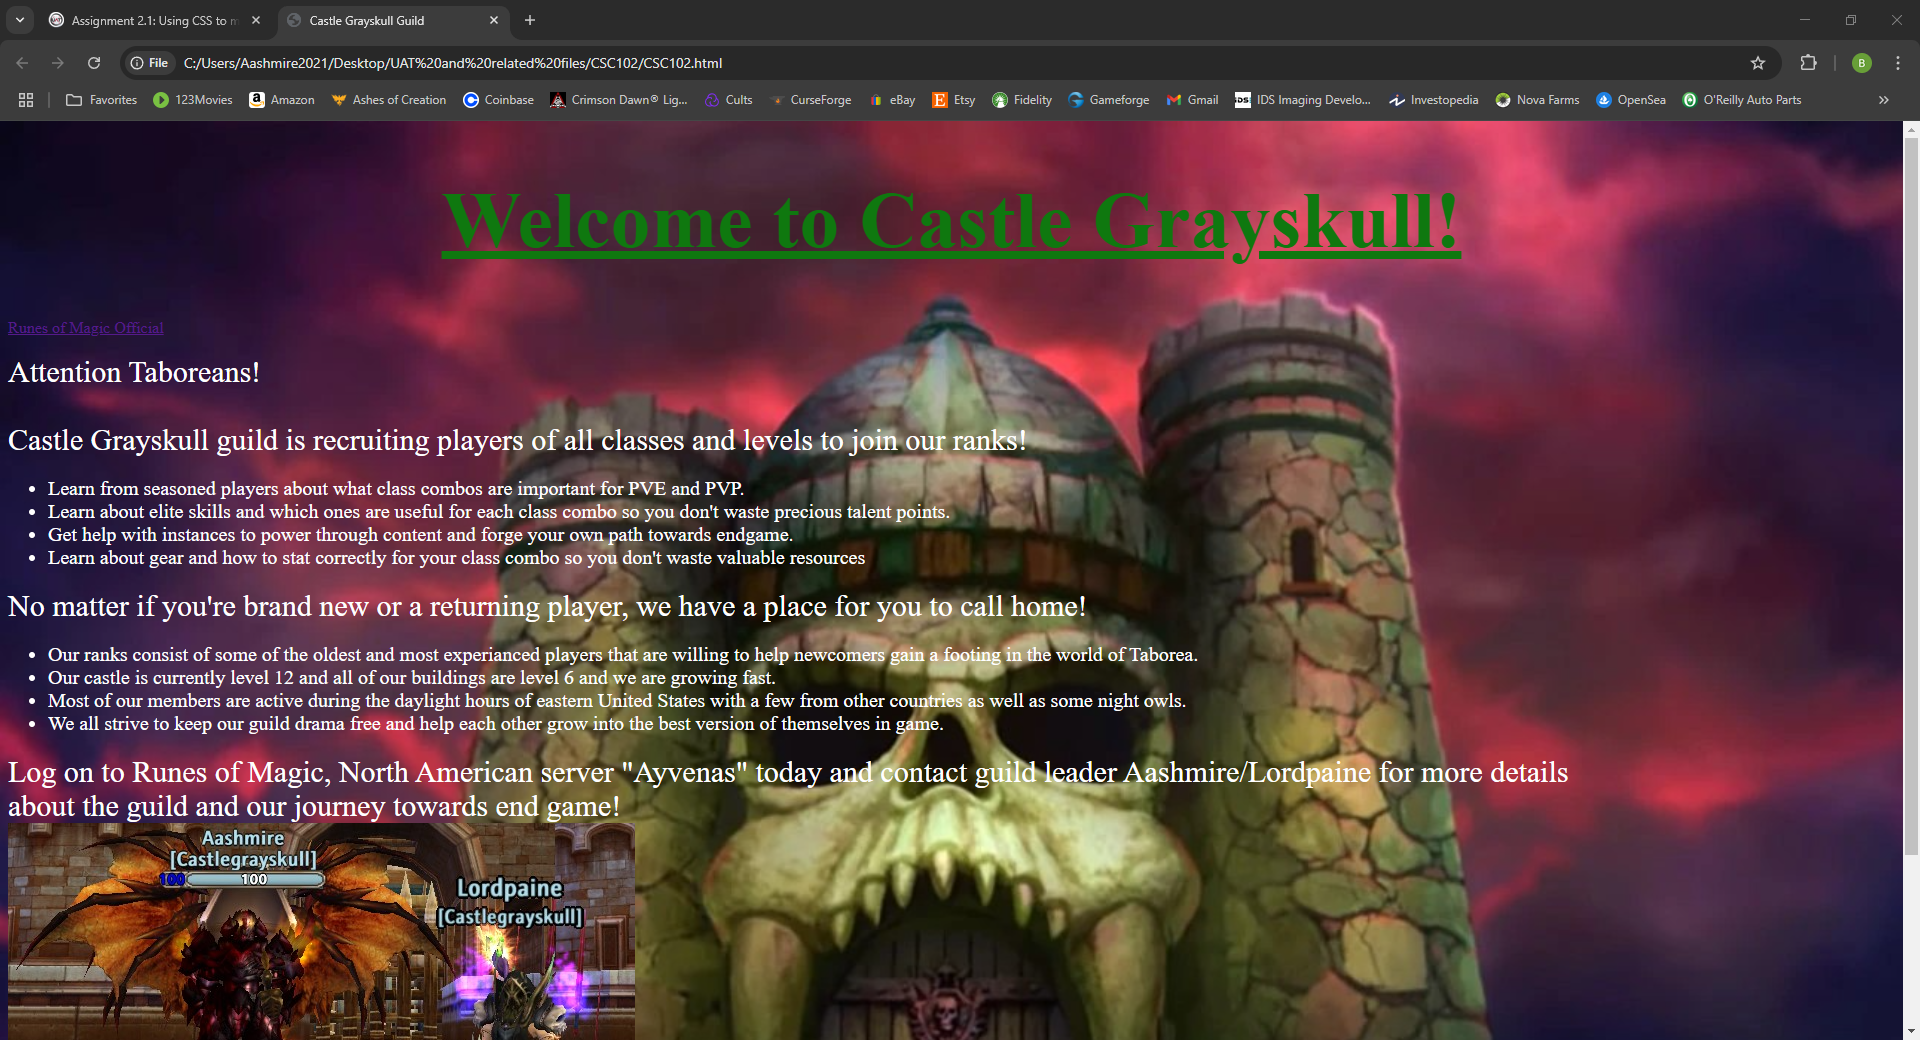 Assignment 2.1: Using CSS to m
Castle Grayskull Guild
File
C:/Users/Aashmire2021/Desktop/UAT%20and%20related%20files/CSC102/CSC102.html
B
Favorites
123Movies
Amazon
Ashes of Creation
Coinbase
Crimson Dawn® Lig...
Cults
CurseForge
eBay
Etsy
Fidelity
Gameforge
Gmail
IDS Imaging Develo...
Investopedia
Nova Farms
OpenSea
O'Reilly Auto Parts
Welcome to Castle Grayskull!
Runes of Magic Official
Attention Taboreans!
Castle Grayskull guild is recruiting players of all classes and levels to join our ranks!
Learn from seasoned players about what class combos are important for PVE and PVP.
Learn about elite skills and which ones are useful for each class combo so you don't waste precious talent points.
Get help with instances to power through content and forge your own path towards endgame.
Learn about gear and how to stat correctly for your class combo so you don't waste valuable resources
No matter if you're brand new or a returning player, we have a place for you to call home!
Our ranks consist of some of the oldest and most experianced players that are willing to help newcomers gain a footing in the world of Taborea.
Our castle is currently level 12 and all of our buildings are level 6 and we are growing fast.
Most of our members are active during the daylight hours of eastern United States with a few from other countries as well as some night owls.
We all strive to keep our guild drama free and help each other grow into the best version of themselves in game.
Log on to Runes of Magic, North American server "Ayvenas" today and contact guild leader Aashmire/Lordpaine for more details
about the guild and our journey towards end game!
Aashmire
[Castlegrayskull]
100 100
Lordpaine
[Castlegrayskull]